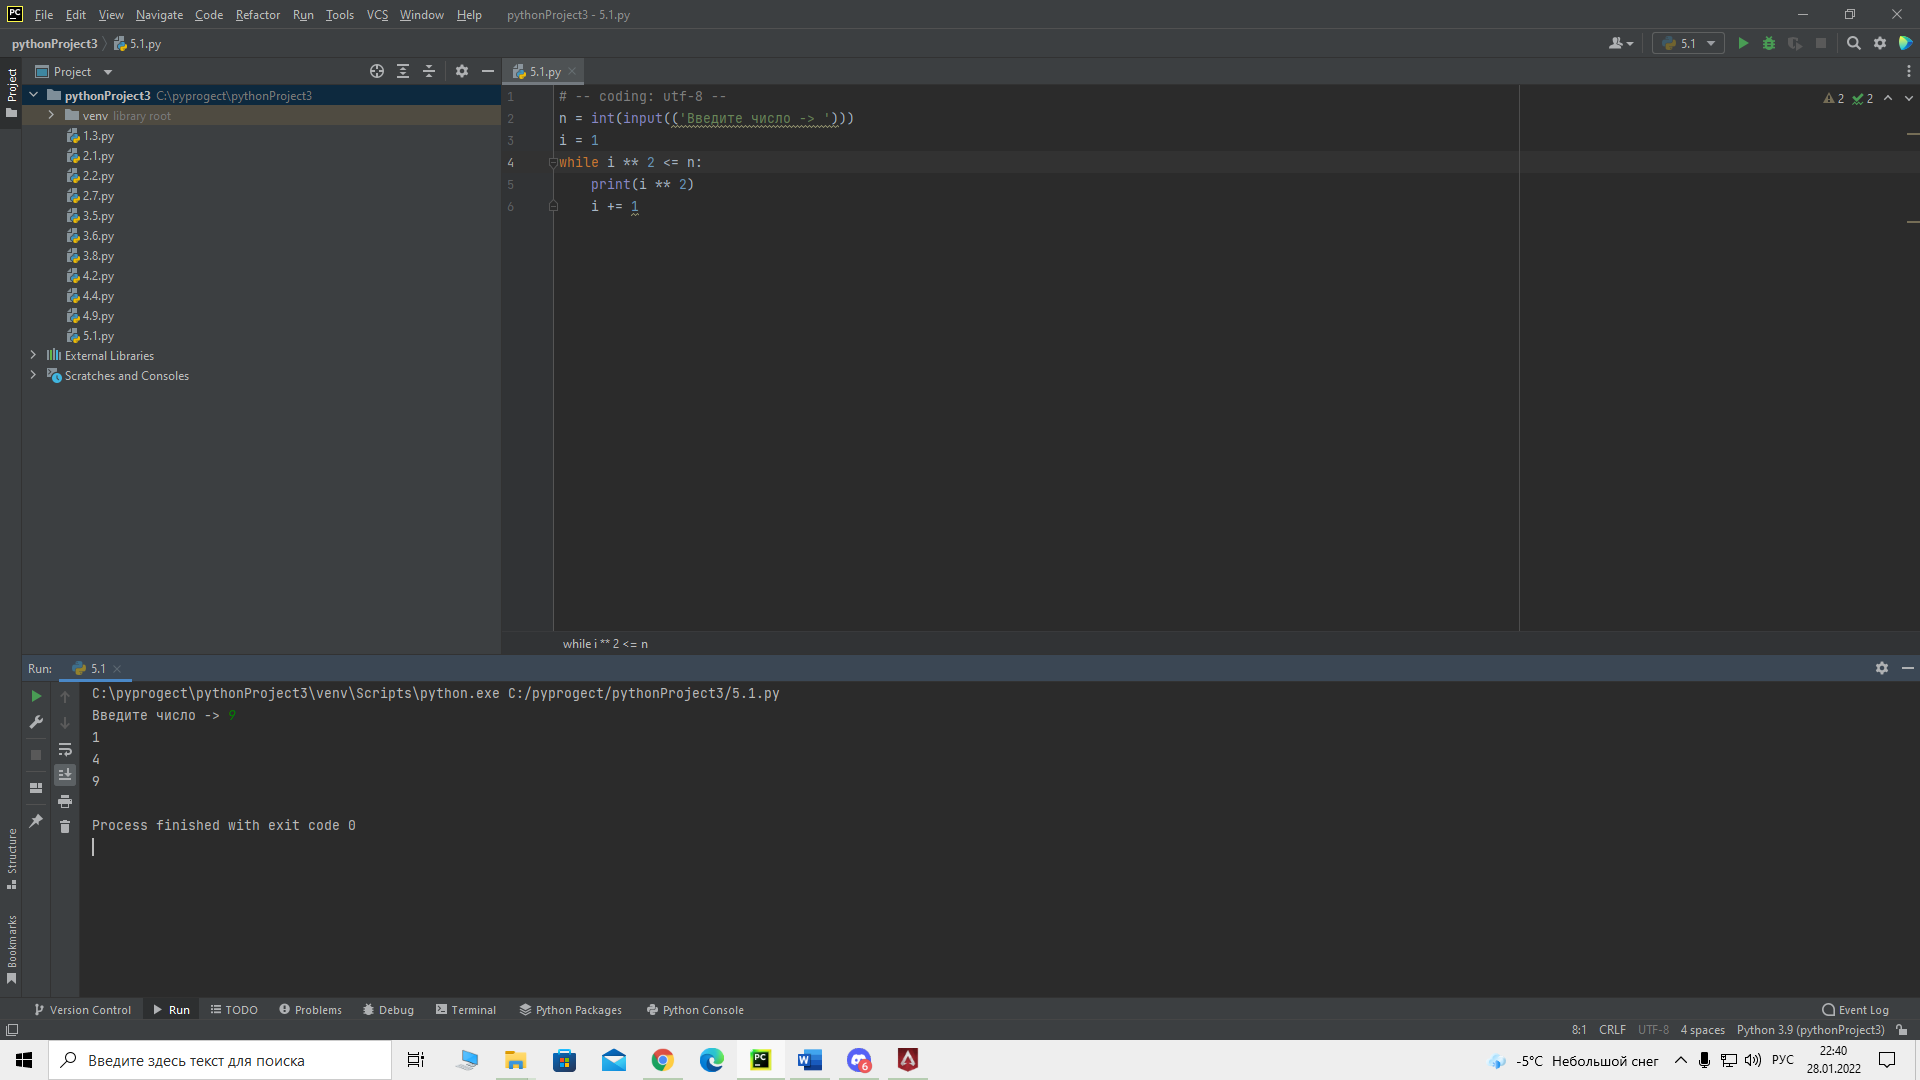 PC File Edit View Navigate Code Refactor Run Tools VCS Window Help pythonProject3 - 5.1.py
pythonProject3 5.1.py 5.1
Project
Project 5.1.py
pythonProject3 C:\pyprogect\pythonProject3
venv library root
1.3.py
2.1.py
2.2.py
2.7.py
3.5.py
3.6.py
3.8.py
4.2.py
4.4.py
4.9.py
5.1.py
External Libraries
Scratches and Consoles
1 # -- coding: utf-8 --
2 n = int(input(('Введите число -> ')))
3 i = 1
4 while i ** 2 <= n:
5 print(i ** 2)
6 i += 1
2 2
while i ** 2 <= n
Run: 5.1
C:\pyprogect\pythonProject3\venv\Scripts\python.exe C:/pyprogect/pythonProject3/5.1.py
Введите число -> 9
1
4
9
Process finished with exit code 0
Structure
Bookmarks
Version Control Run TODO Problems Debug Terminal Python Packages Python Console Event Log
8:1 CRLF UTF-8 4 spaces Python 3.9 (pythonProject3)
Введите здесь текст для поиска PC W 6 -5°C Небольшой снег РУС 22:40
28.01.2022